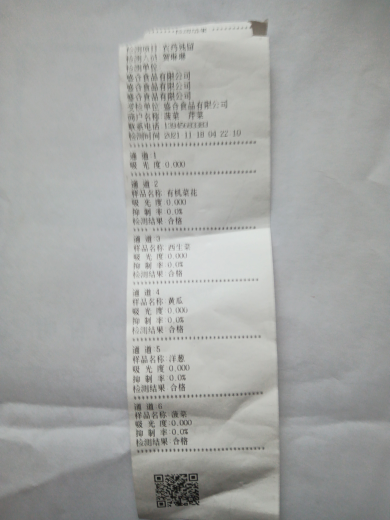 检测结果
检测项目 农药残留
检测人员
检测单位
盛合食品有限公司
盛合食品有限公司
盛合食品有限公司
受检单位 盛合食品有限公司
商户名称 菠菜 芹菜
联系电话
检测时间 2021 11 18 04 22 10
通 道 1
吸 光 度 0.000
通 道 2
样品名称 有机菜花
吸 光 度 0.000
抑 制 率 0.0%
检测结果 合格
通 道 3
样品名称 西生菜
吸 光 度 0.000
抑 制 率 0.0%
检测结果 合格
通 道 4
样品名称 黄瓜
吸 光 度 0.000
抑 制 率 0.0%
检测结果 合格
通 道 5
样品名称 洋葱
吸 光 度 0.000
抑 制 率 0.0%
检测结果 合格
通 道 6
样品名称 菠菜
吸 光 度 0.000
抑 制 率 0.0%
检测结果 合格